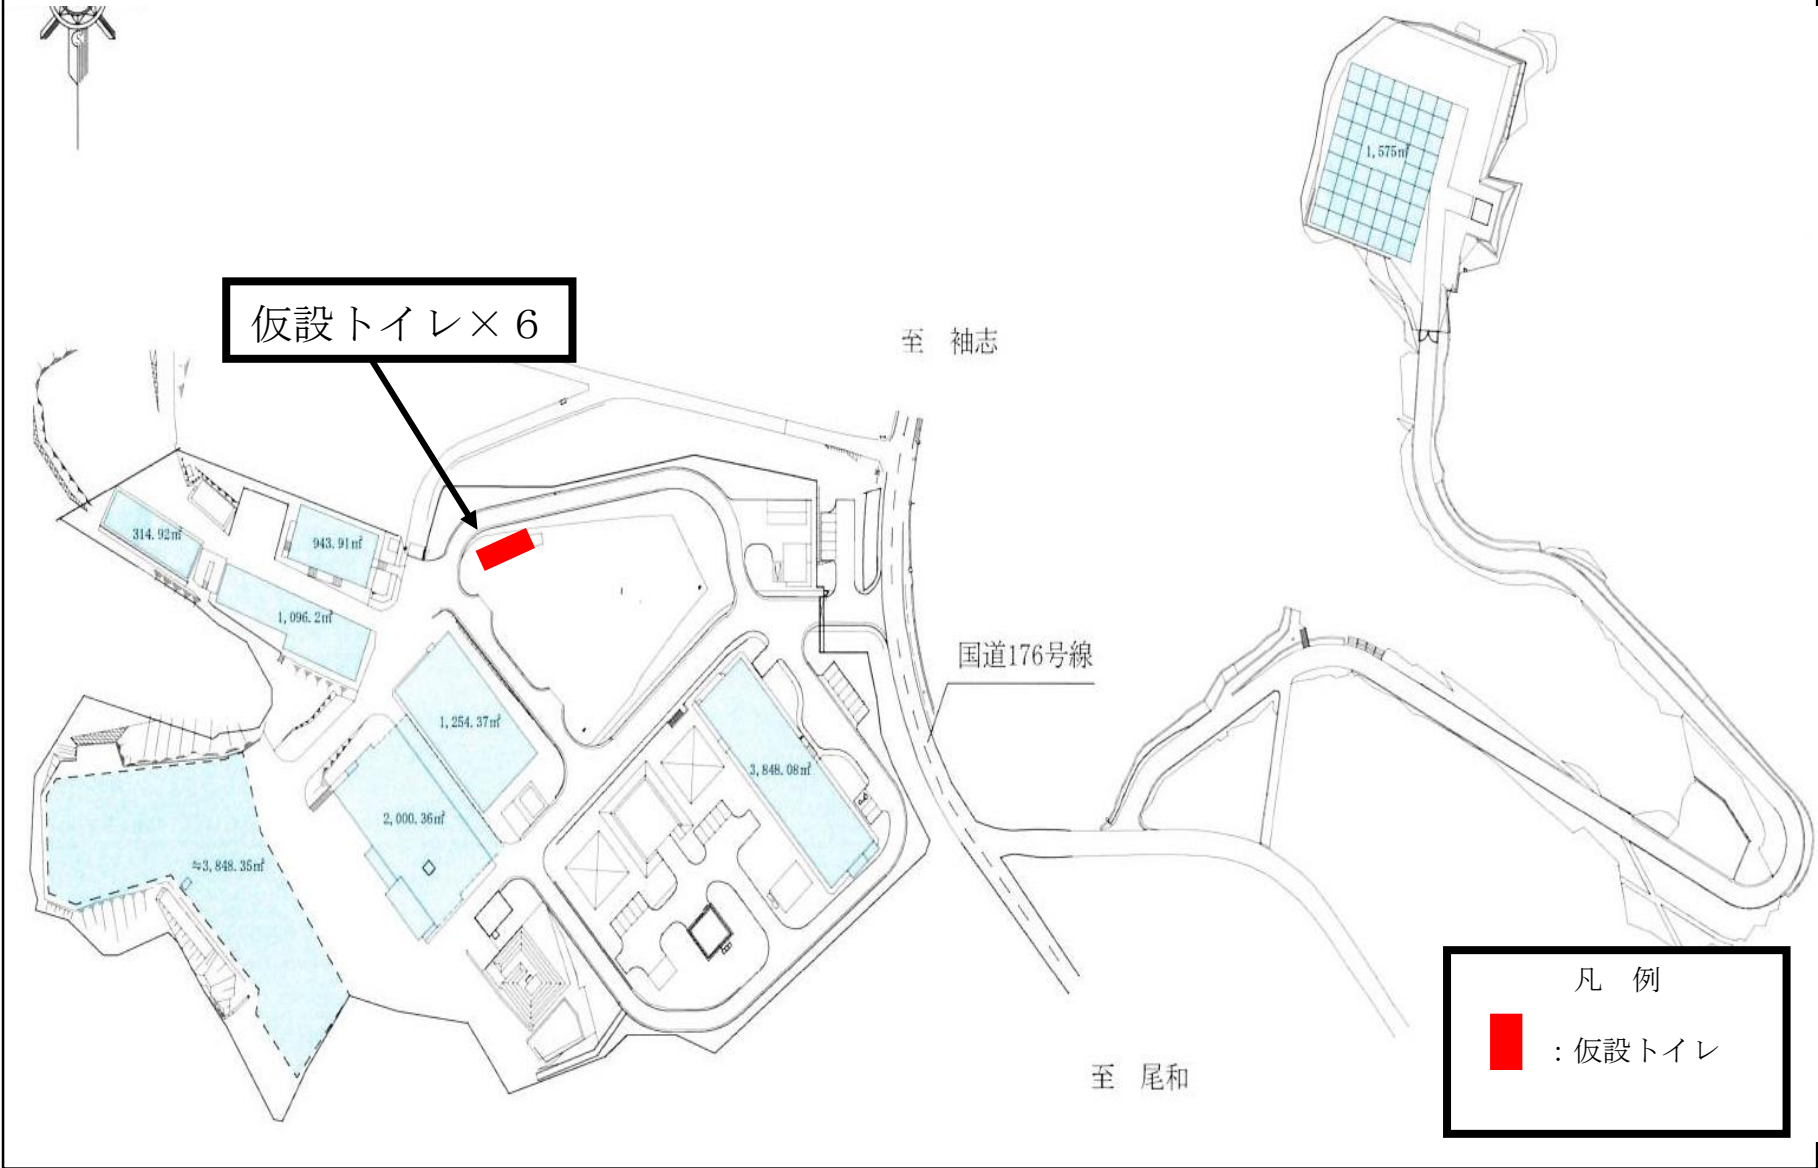 1,575㎡
仮設トイレ×６
至　袖志
314.92㎡
943.91㎡
1,096.2㎡
国道176号線
1,254.37㎡
3,848.08㎡
2,000.36㎡
≒3,848.35㎡
凡　例
：仮設トイレ
至　尾和